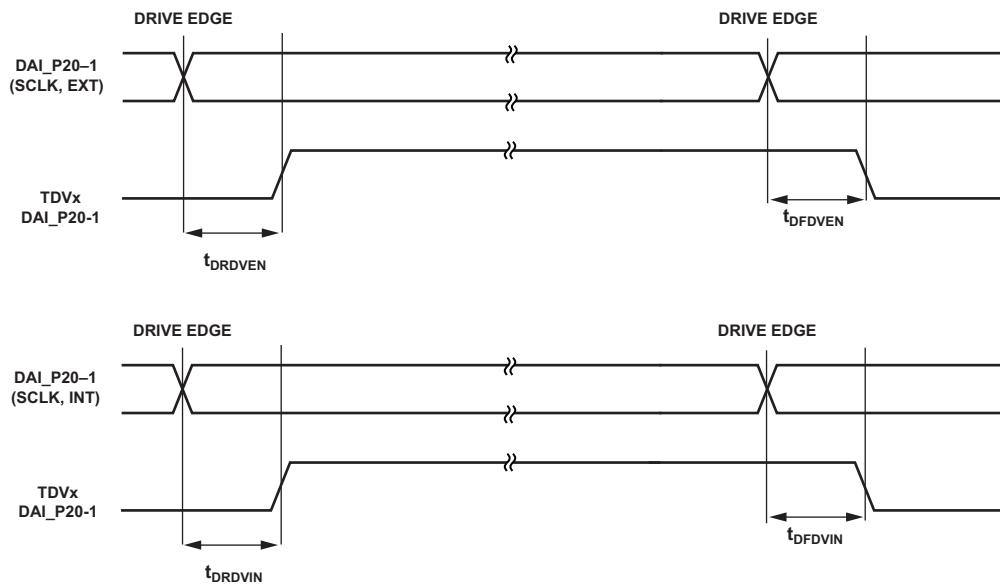 DRIVE EDGE
DRIVE EDGE
DAI_P20–1
(SCLK, EXT)
TDVx
DAI_P20-1
tDFDVEN
tDRDVEN
DRIVE EDGE
DRIVE EDGE
DAI_P20–1
(SCLK, INT)
TDVx
DAI_P20-1
tDFDVIN
tDRDVIN